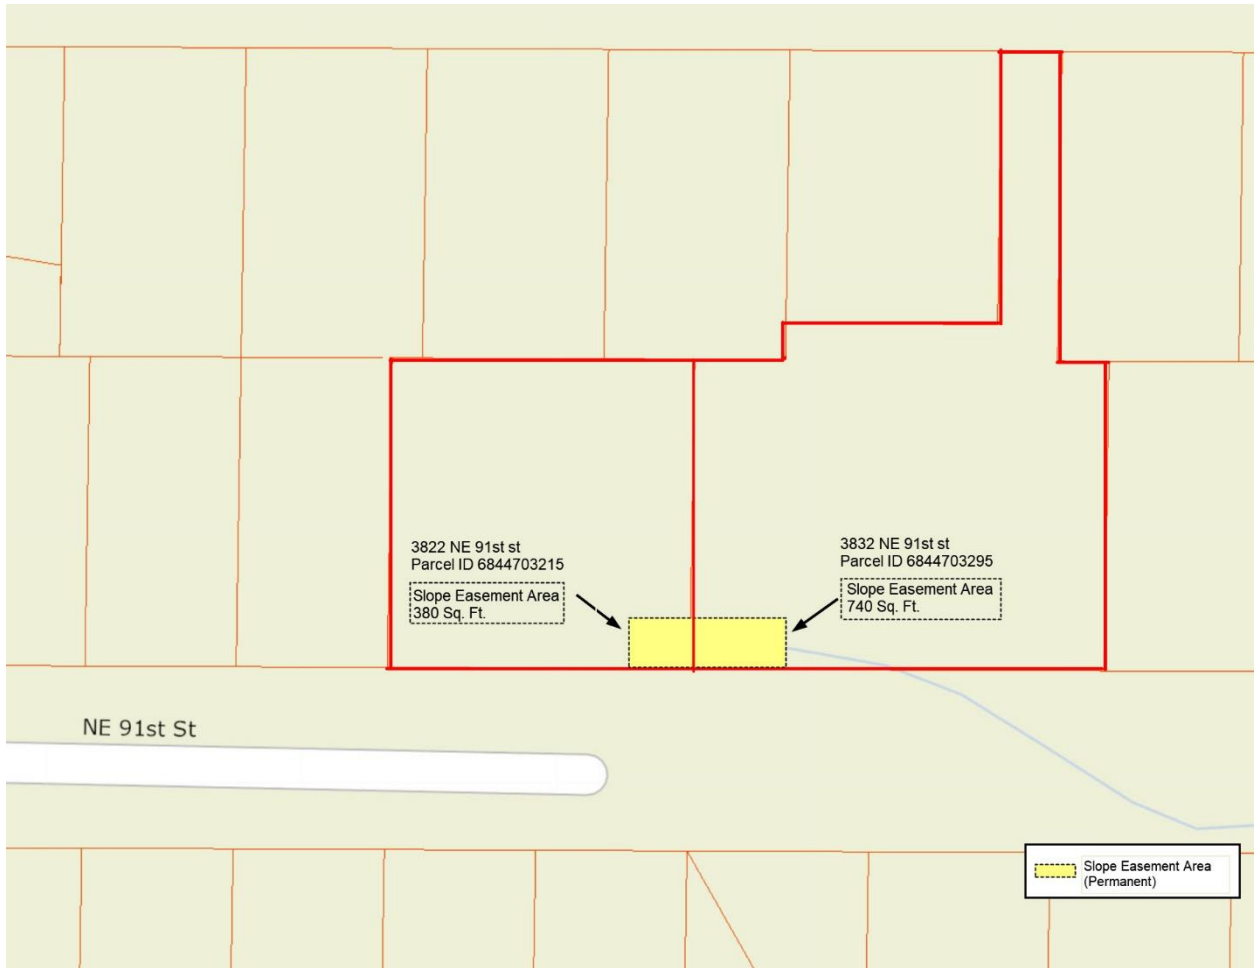 3822 NE 91st st
Parcel ID 6844703215
Slope Easement Area
380 Sq. Ft.
3832 NE 91st st
Parcel ID 6844703295
Slope Easement Area
740 Sq. Ft.
NE 91st St
Slope Easement Area
(Permanent)